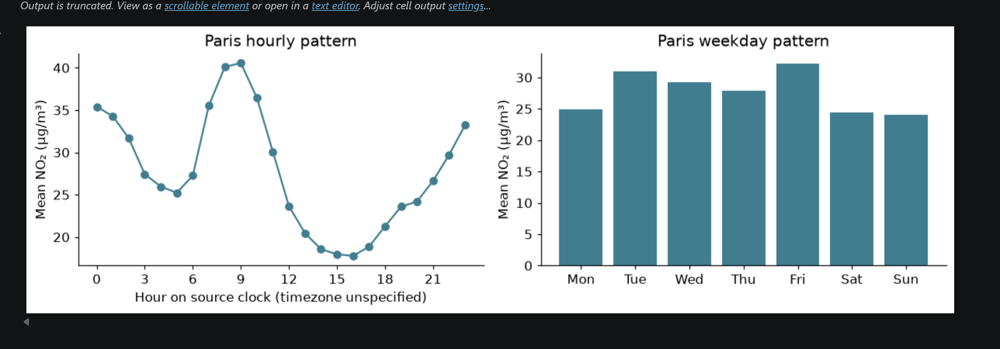 Output is truncated. View as a scrollable element or open in a text editor. Adjust cell output settings...
Paris hourly pattern
Mean NO₂ (µg/m³)
40
35
30
25
20
0 3 6 9 12 15 18 21
Hour on source clock (timezone unspecified)
Paris weekday pattern
Mean NO₂ (µg/m³)
30
25
20
15
10
5
0
Mon Tue Wed Thu Fri Sat Sun